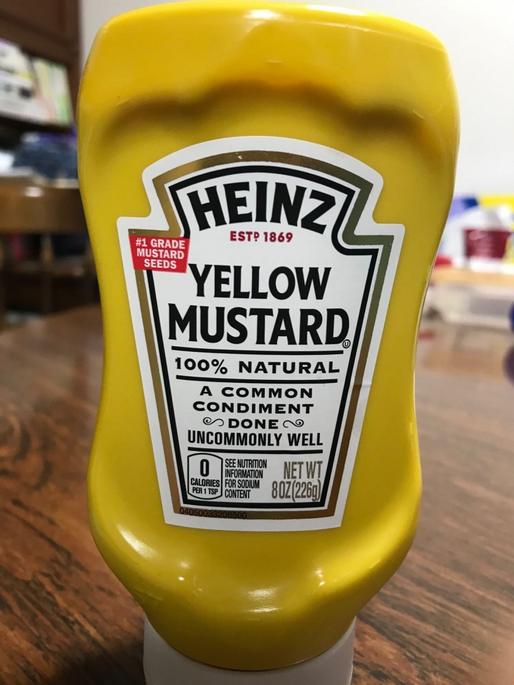 HEINZ
ESTD 1869
#1 GRADE
MUSTARD
SEEDS
YELLOW
MUSTARD®
100% NATURAL
A COMMON
CONDIMENT
DONE
UNCOMMONLY WELL
0
CALORIES
PER 1 TSP
SEE NUTRITION
INFORMATION
FOR SODIUM
CONTENT
NET WT
8 OZ (226g)